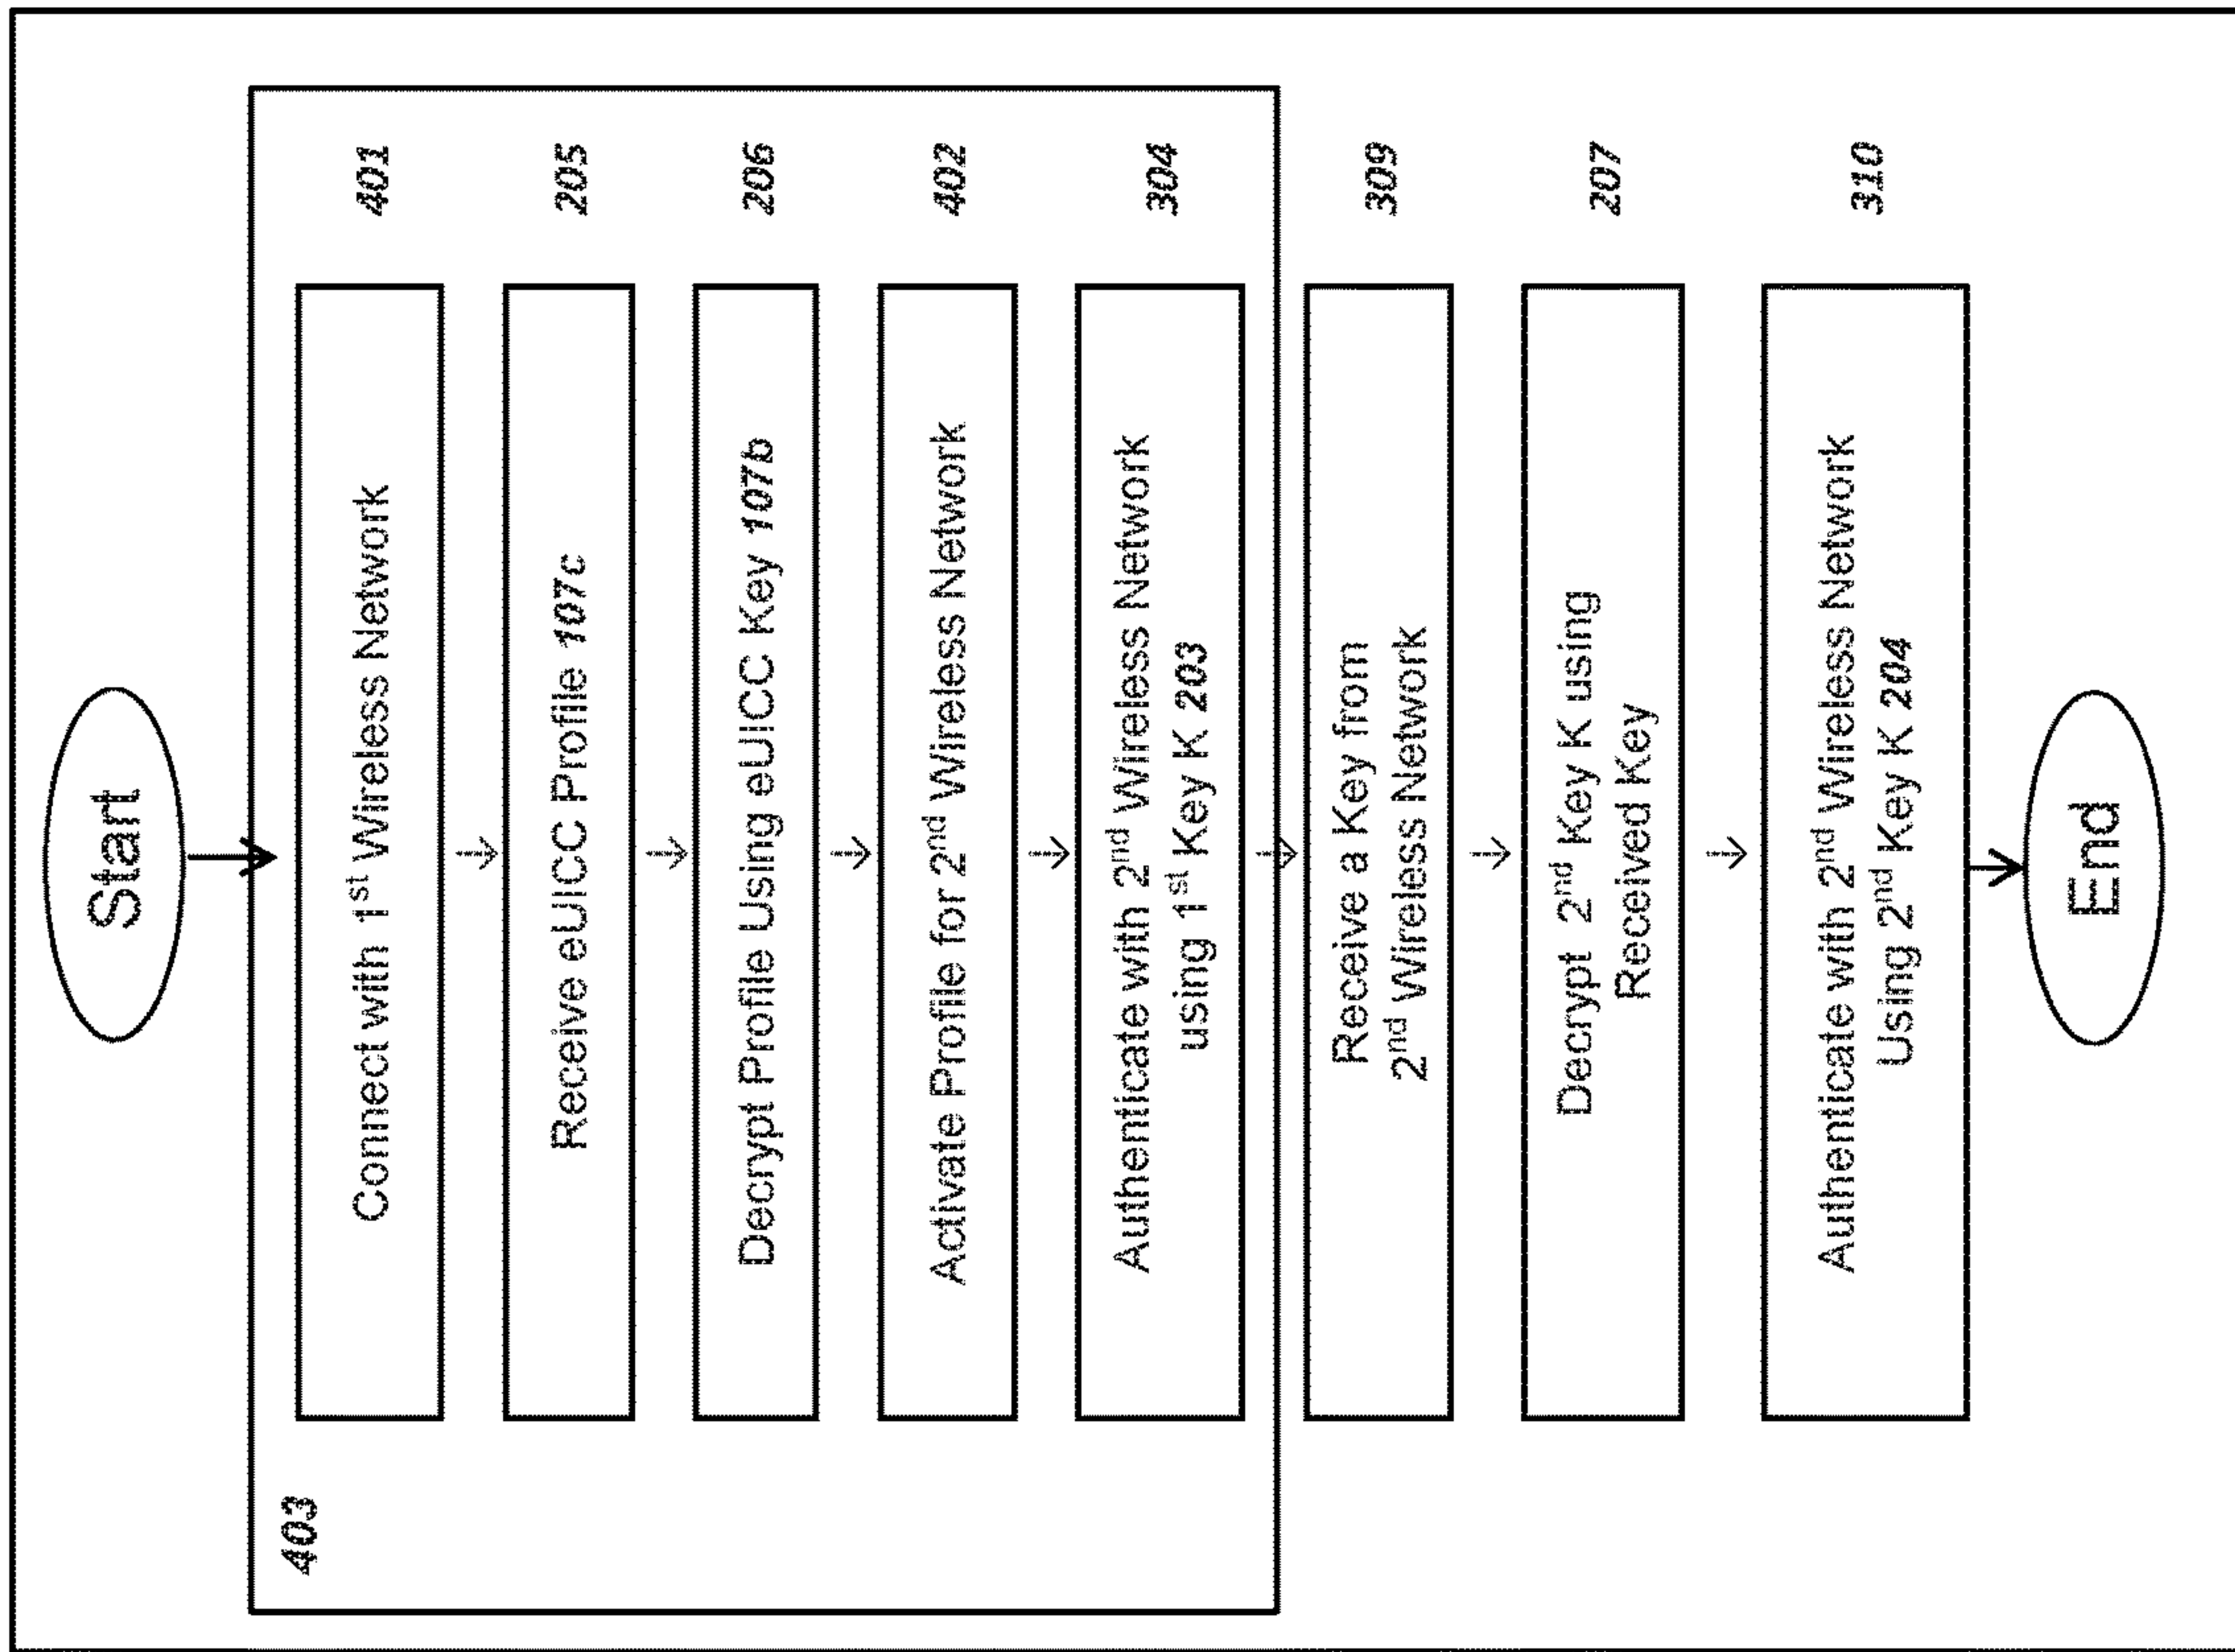 Start
403
Connect with 1st Wireless Network
401
Receive eUICC Profile 107c
205
Decrypt Profile Using eUICC Key 107b
206
Activate Profile for 2nd Wireless Network
402
Authenticate with 2nd Wireless Network
using 1st Key K 203
304
Receive a Key from
2nd Wireless Network
309
Decrypt 2nd Key K using
Received Key
207
Authenticate with 2nd Wireless Network
Using 2nd Key K 204
310
End